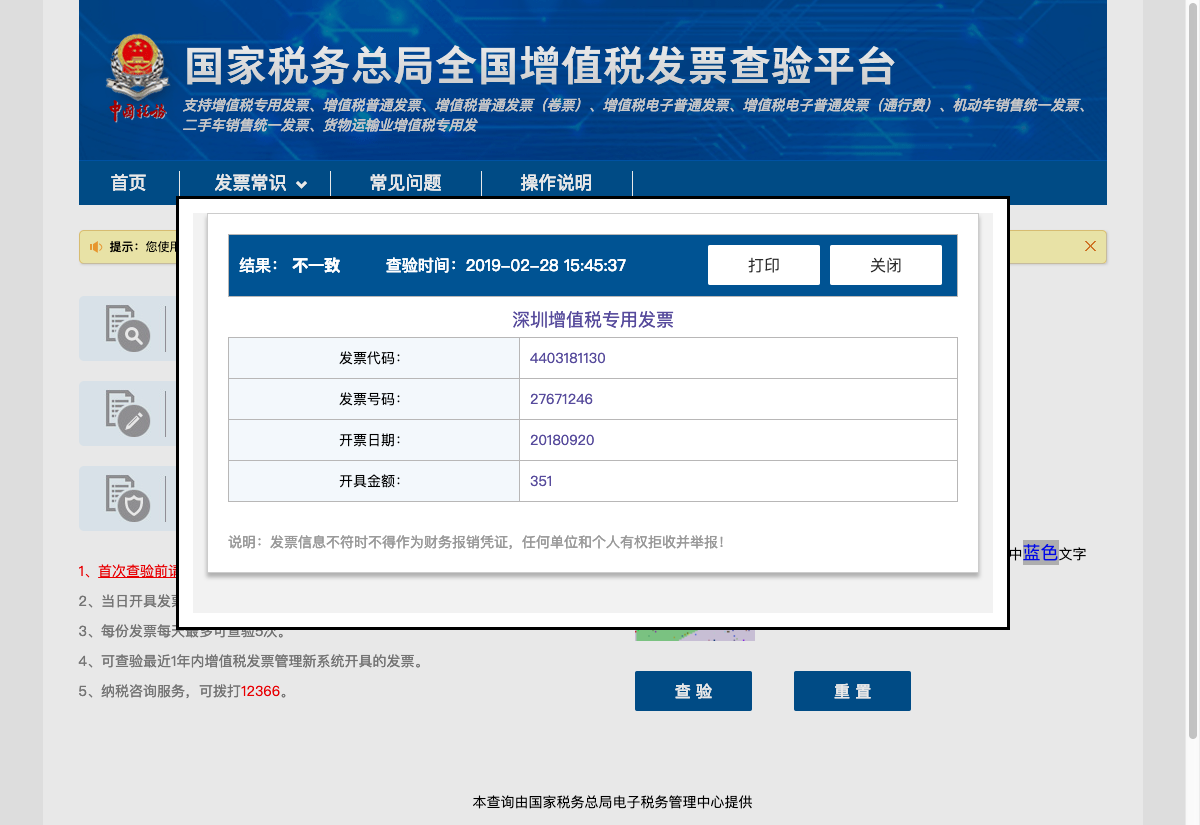 国家税务总局全国增值税发票查验平台
中国税务
支持增值税专用发票、增值税普通发票、增值税普通发票（卷票）、增值税电子普通发票、增值税电子普通发票（通行费）、机动车销售统一发票、
二手车销售统一发票、货物运输业增值税专用发
首页 发票常识 常见问题 操作说明
提示：您使用
结果： 不一致 查验时间：2019-02-28 15:45:37 打印 关闭
深圳增值税专用发票
发票代码： 4403181130
发票号码： 27671246
开票日期： 20180920
开具金额： 351
说明：发票信息不符时不得作为财务报销凭证，任何单位和个人有权拒收并举报！
中蓝色文字
1、首次查验前请
2、当日开具发票
3、每份发票每天最多可查验5次。
4、可查验最近1年内增值税发票管理新系统开具的发票。
5、纳税咨询服务，可拨打12366。
查 验 重 置
本查询由国家税务总局电子税务管理中心提供